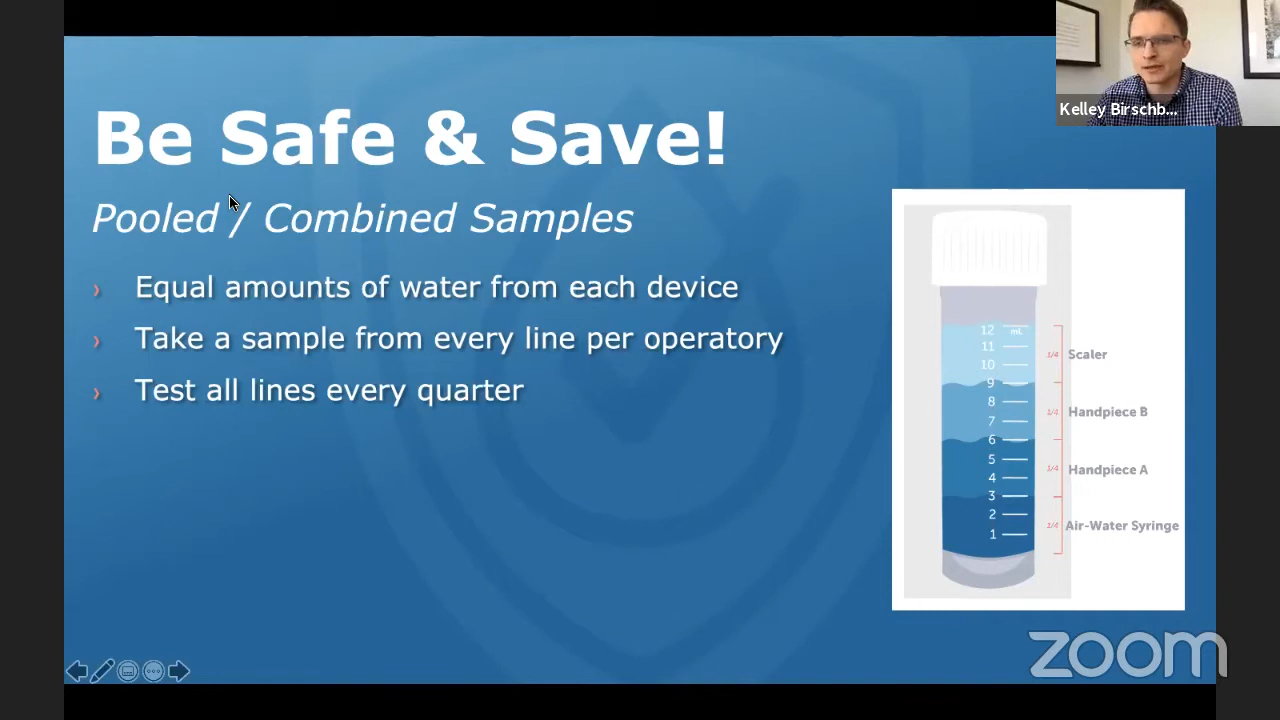 Kelley Birschb...
Be Safe & Save!
Pooled / Combined Samples
› Equal amounts of water from each device
› Take a sample from every line per operatory
› Test all lines every quarter
12 mL
11
10
9
8
7
6
5
4
3
2
1
1/4 Scaler
1/4 Handpiece B
1/4 Handpiece A
1/4 Air-Water Syringe
zoom